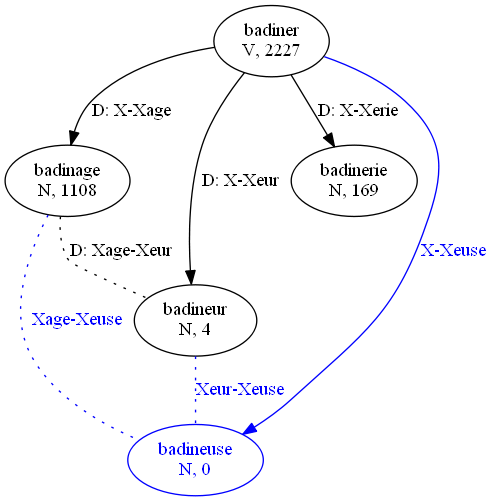 badiner
V, 2227
D: X-Xage
D: X-Xerie
badinage
N, 1108
D: X-Xeur
badinerie
N, 169
D: Xage-Xeur
X-Xeuse
badineur
N, 4
Xage-Xeuse
Xeur-Xeuse
badineuse
N, 0